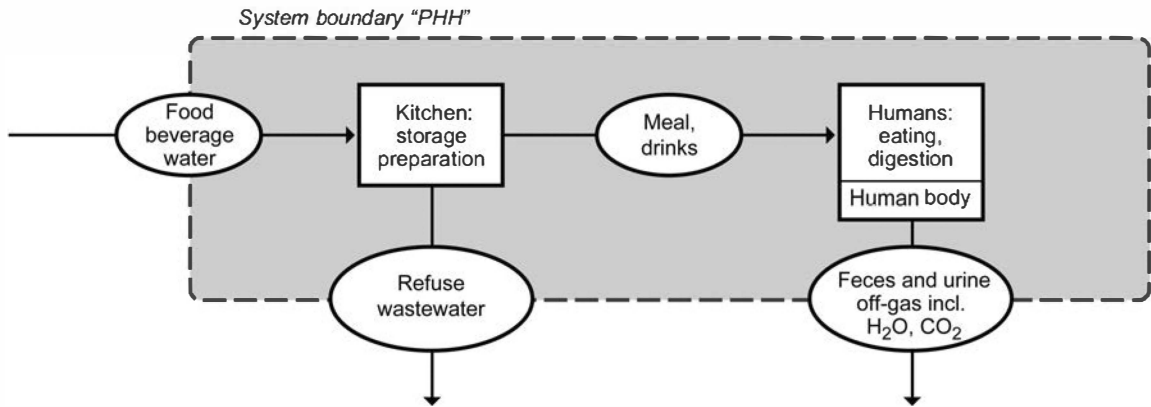 System boundary “PHH”
Food
beverage
water
Kitchen:
storage
preparation
Meal,
drinks
Humans:
eating,
digestion
Human body
Refuse
wastewater
Feces and urine
off-gas incl.
H₂O, CO₂